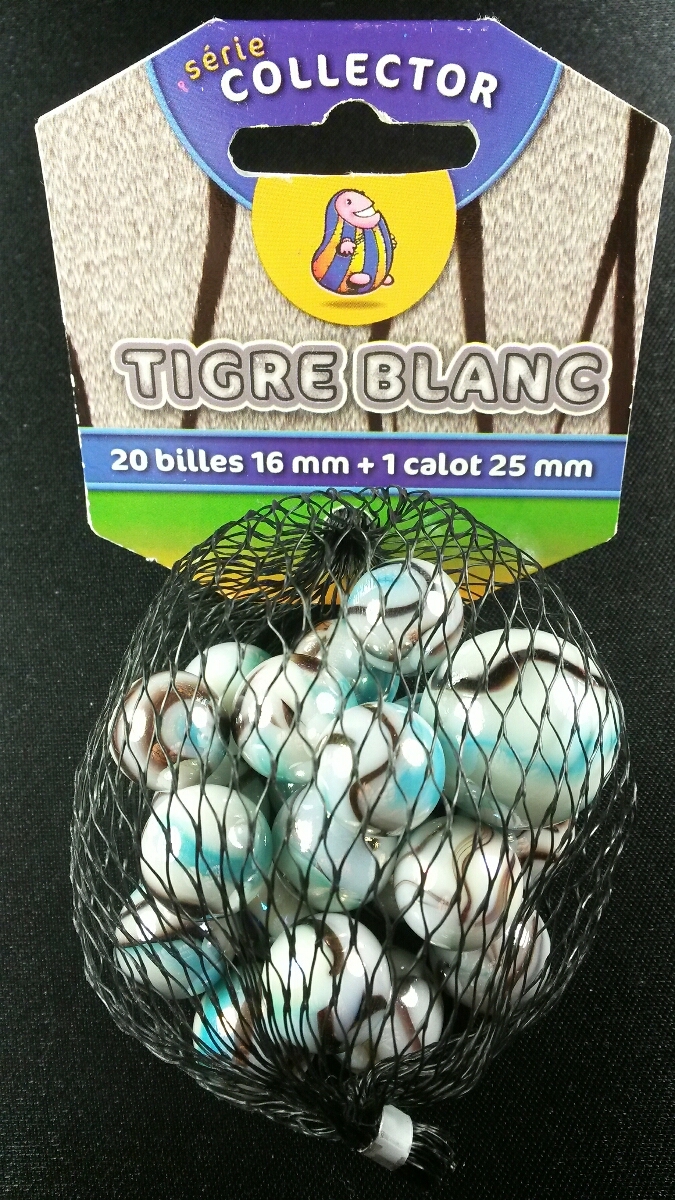 série
COLLECTOR
TIGRE BLANC
20 billes 16 mm + 1 calot 25 mm